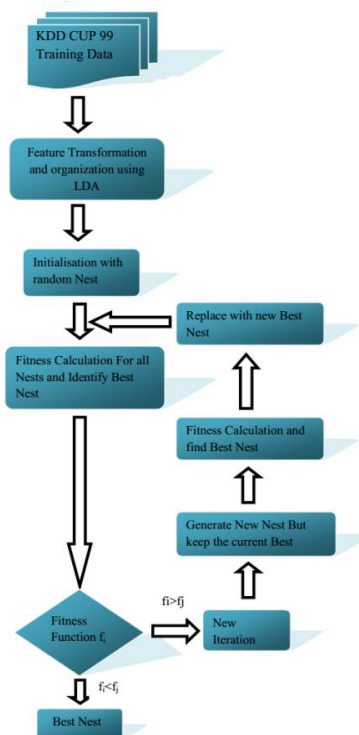 KDD CUP 99
Training Data
Feature Transformation
and organization using
LDA
Initialisation with
random Nest
Replace with new Best
Nest
Fitness Calculation For all
Nests and Identify Best
Nest
Fitness Calculation and
find Best Nest
Generate New Nest But
keep the current Best
Fitness
Function fi
fi>fj
New
Iteration
fi<fj
Best Nest